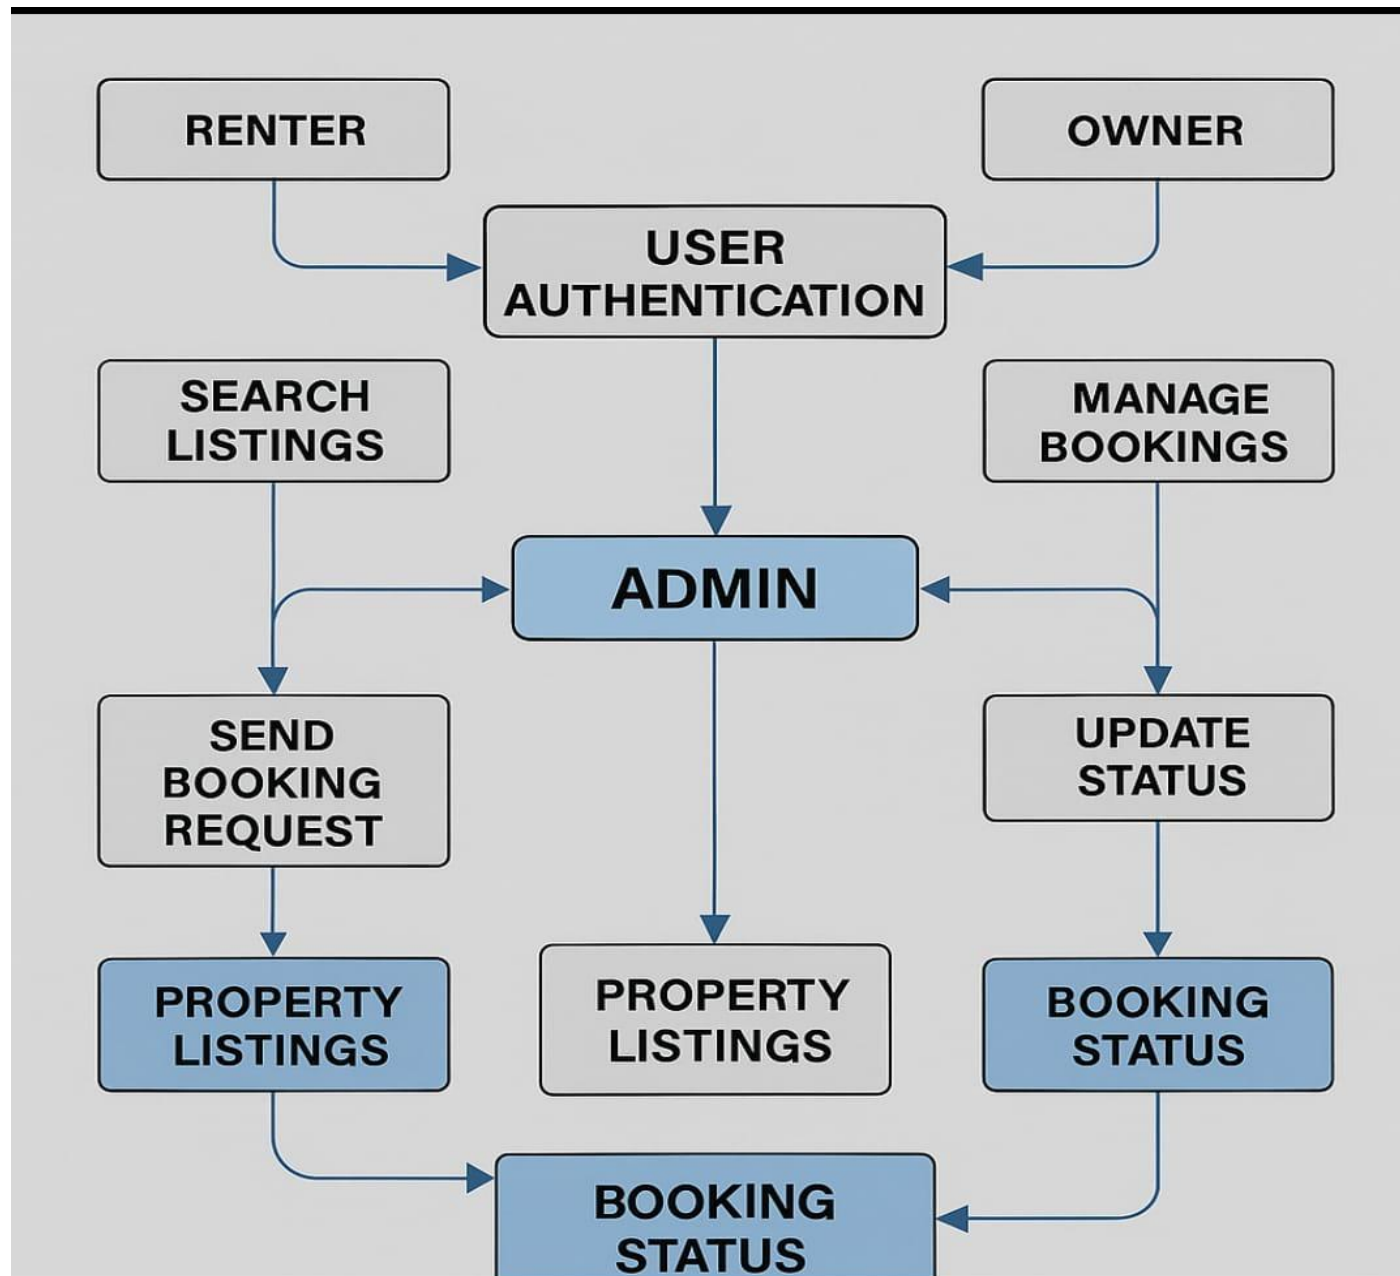 RENTER
OWNER
USER
AUTHENTICATION
SEARCH
LISTINGS
MANAGE
BOOKINGS
ADMIN
SEND
BOOKING
REQUEST
UPDATE
STATUS
PROPERTY
LISTINGS
PROPERTY
LISTINGS
BOOKING
STATUS
BOOKING
STATUS